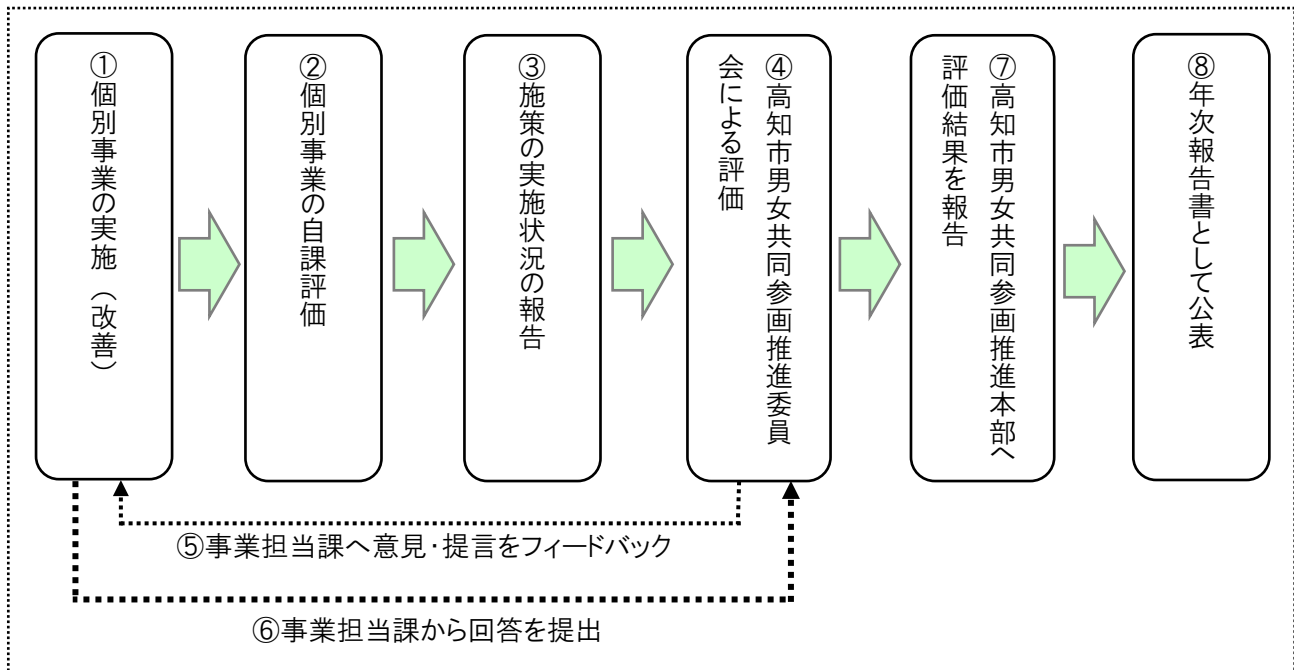 ①個別事業の実施（改善）
②個別事業の自課評価
③施策の実施状況の報告
④高知市男女共同参画推進委員
会による評価
⑦高知市男女共同参画推進本部へ
評価結果を報告
⑧年次報告書として公表
⑤事業担当課へ意見・提言をフィードバック
⑥事業担当課から回答を提出